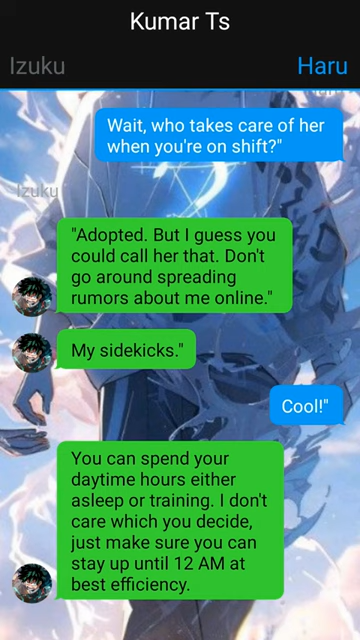 Kumar Ts
Izuku
Haru
Wait, who takes care of her
when you're on shift?"
Izuku
"Adopted. But I guess you
could call her that. Don't
go around spreading
rumors about me online."
My sidekicks."
Cool!"
You can spend your
daytime hours either
asleep or training. I don't
care which you decide,
just make sure you can
stay up until 12 AM at
best efficiency.